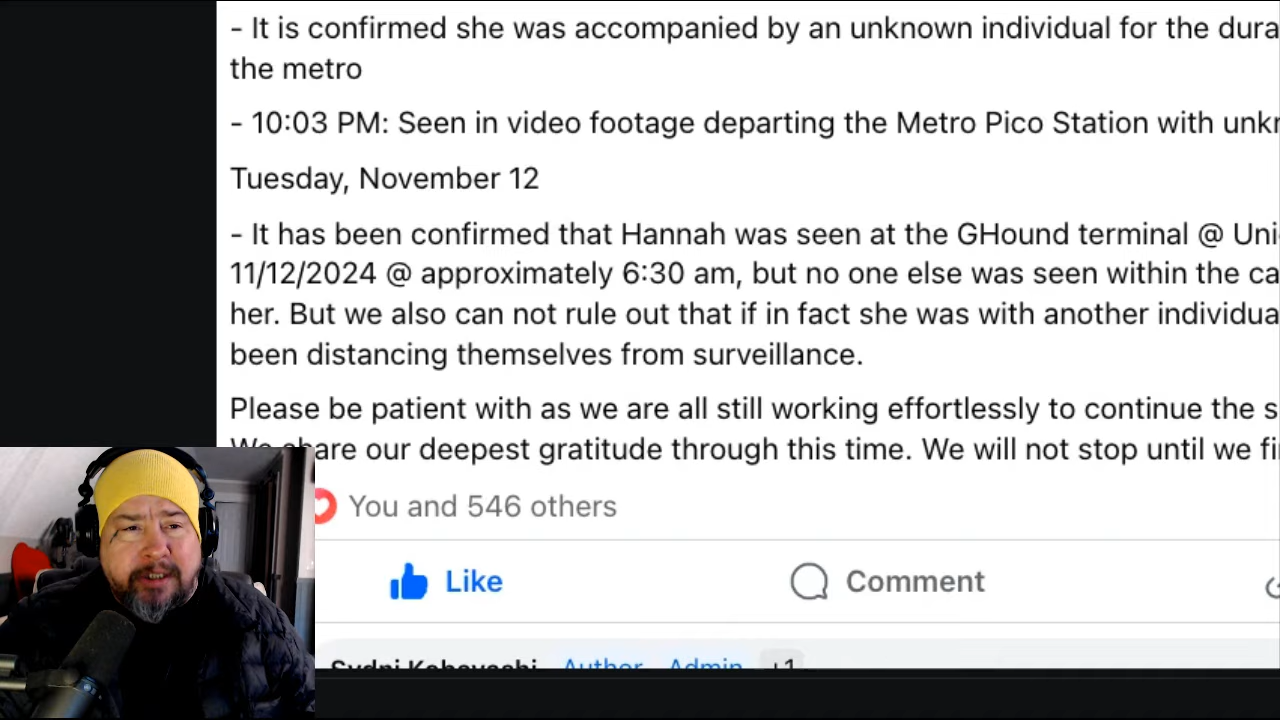 - It is confirmed she was accompanied by an unknown individual for the dura
the metro
- 10:03 PM: Seen in video footage departing the Metro Pico Station with unk
Tuesday, November 12
- It has been confirmed that Hannah was seen at the GHound terminal @ Uni
11/12/2024 @ approximately 6:30 am, but no one else was seen within the ca
her. But we also can not rule out that if in fact she was with another individua
been distancing themselves from surveillance.
Please be patient with as we are all still working effortlessly to continue the s
We share our deepest gratitude through this time. We will not stop until we fi
You and 546 others
Like
Comment
Sydni Kobayashi Author Admin +1